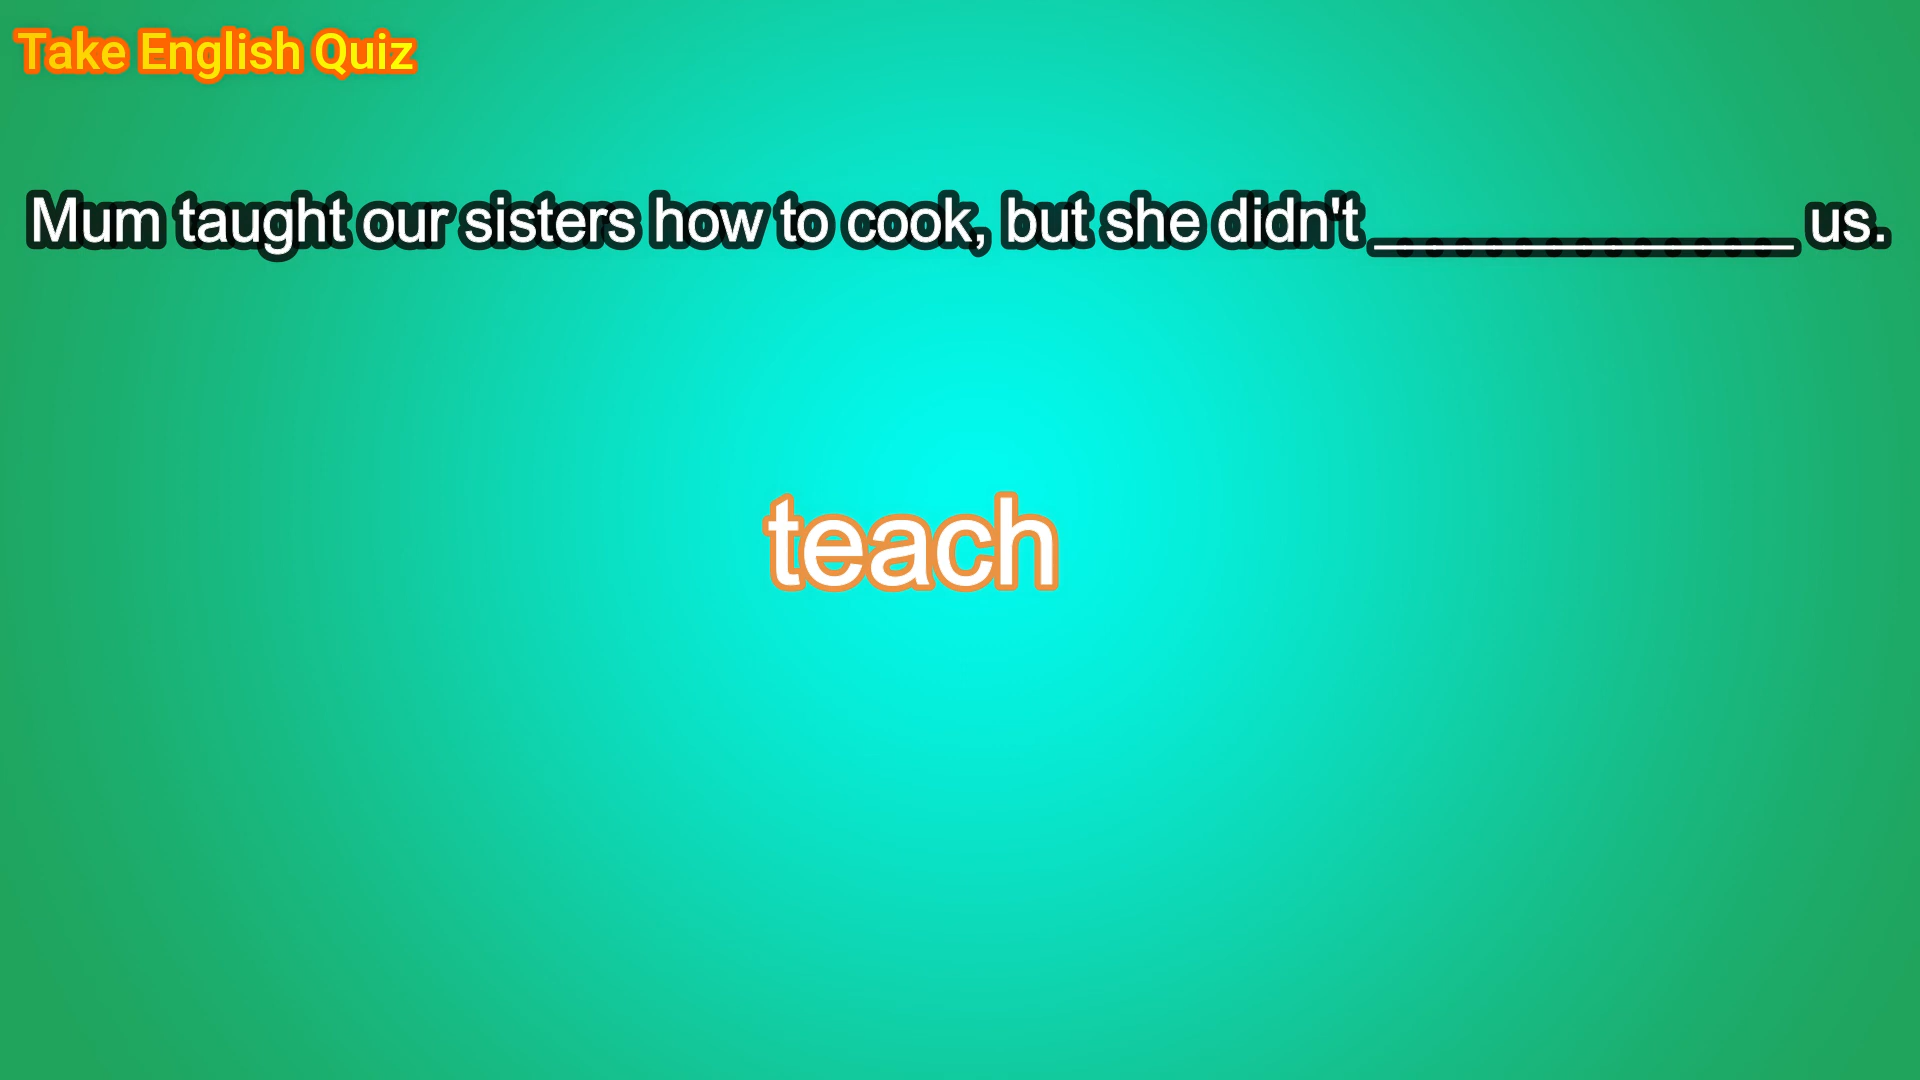 Take English Quiz
Mum taught our sisters how to cook, but she didn't ______________ us.
teach